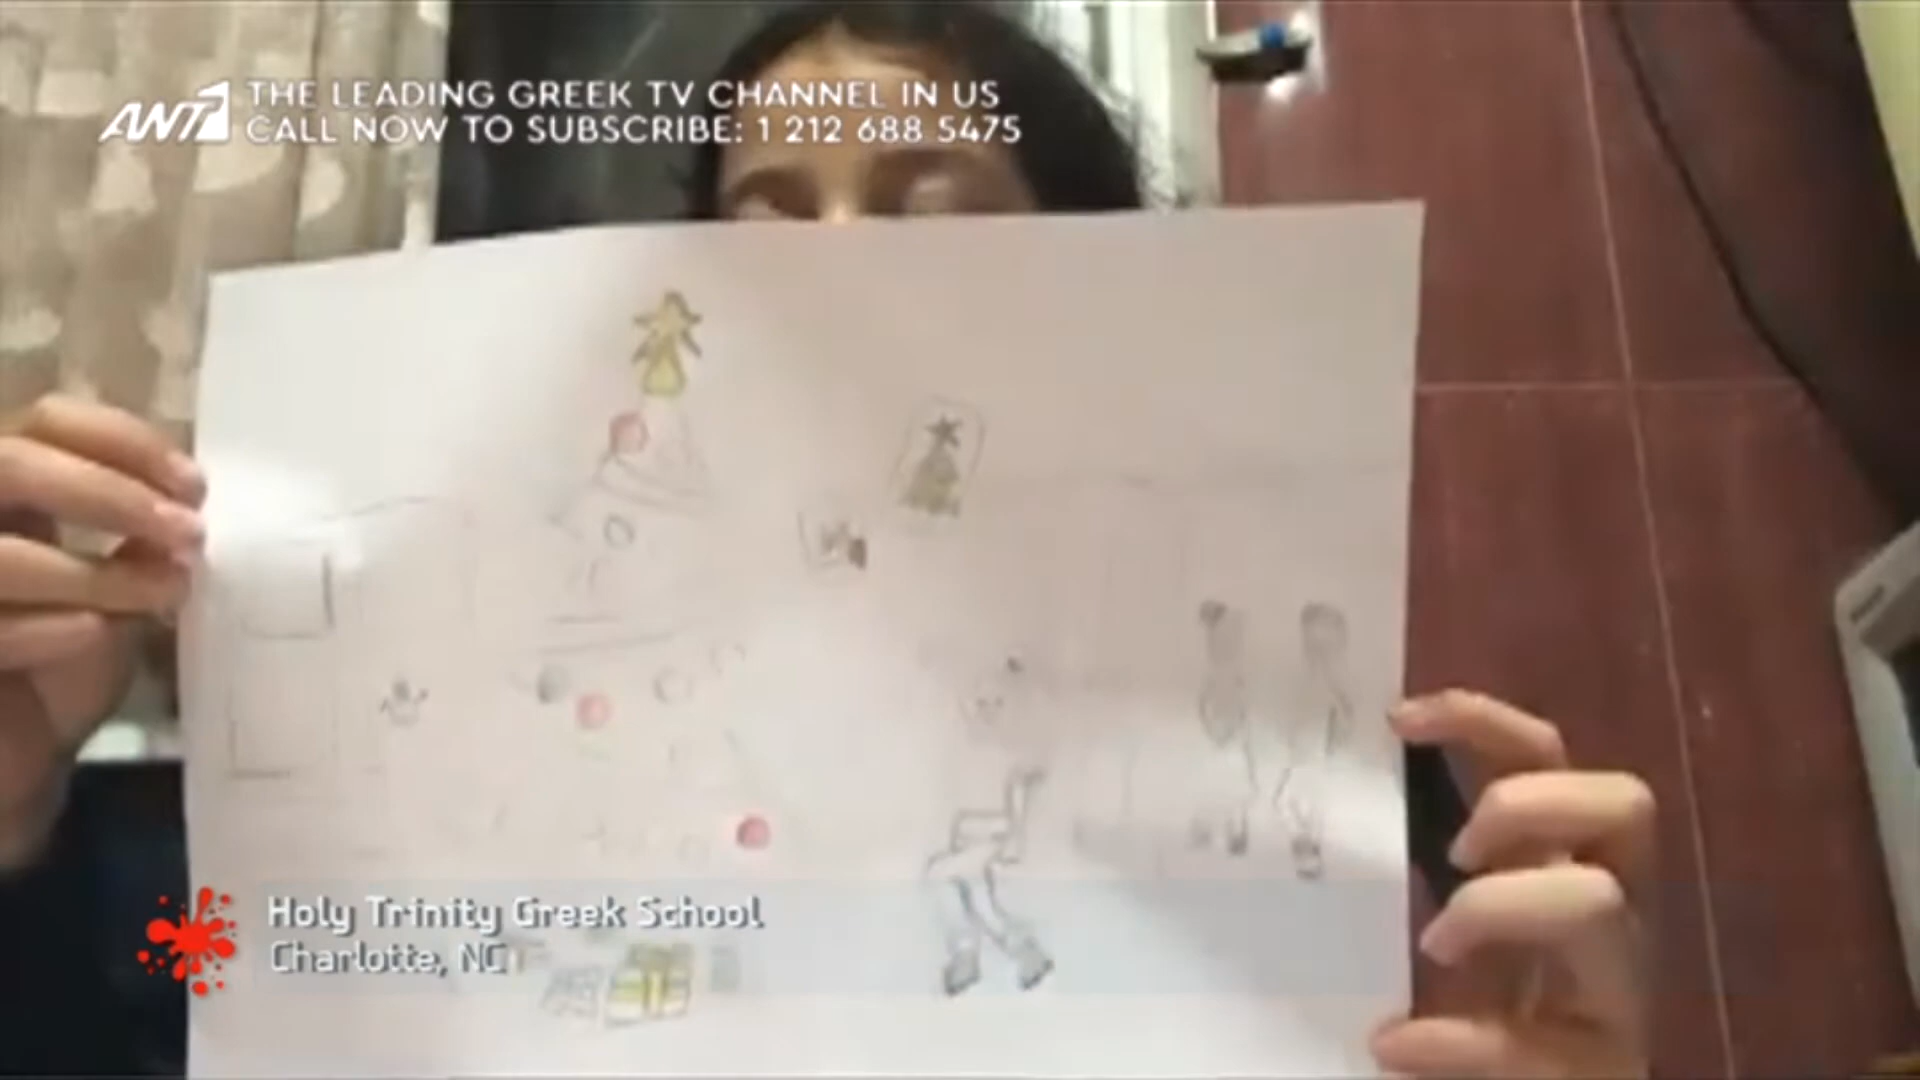 ANT1
THE LEADING GREEK TV CHANNEL IN US
CALL NOW TO SUBSCRIBE: 1 212 688 5475
Holy Trinity Greek School
Charlotte, NC